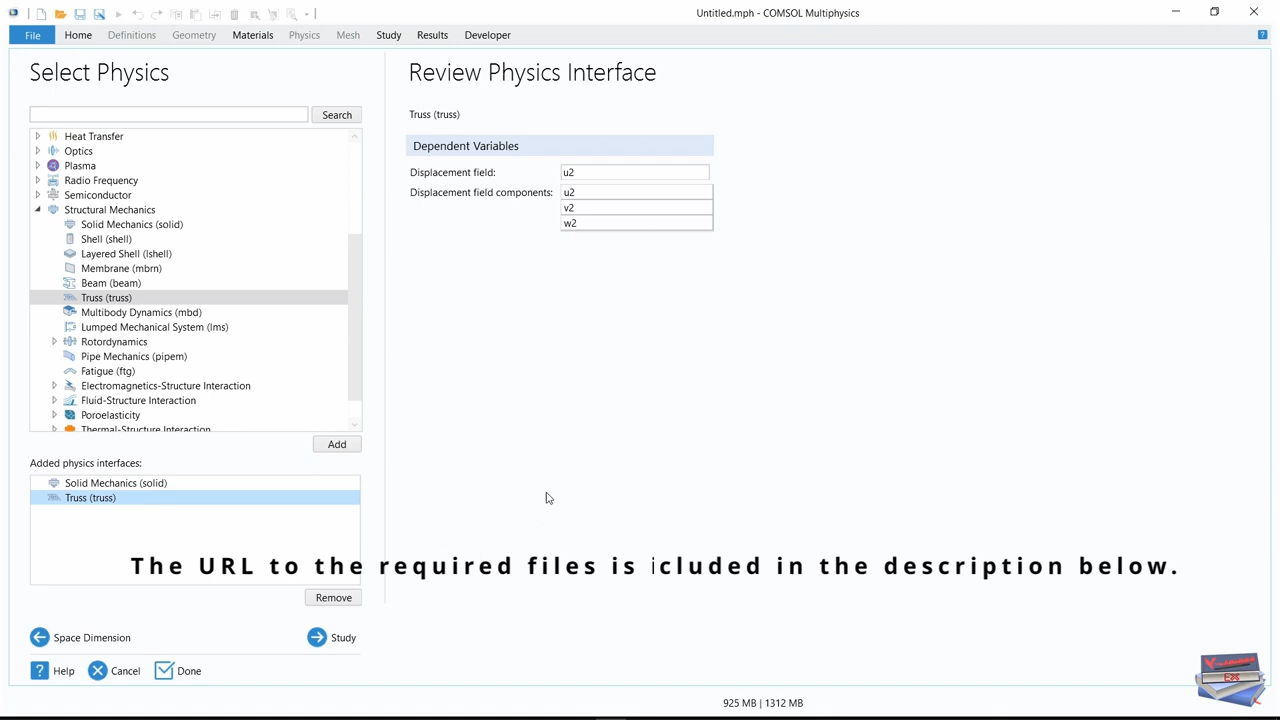 Untitled.mph - COMSOL Multiphysics
File Home Definitions Geometry Materials Physics Mesh Study Results Developer
Select Physics
Search
Heat Transfer
Optics
Plasma
Radio Frequency
Semiconductor
Structural Mechanics
Solid Mechanics (solid)
Shell (shell)
Layered Shell (lshell)
Membrane (mbrn)
Beam (beam)
Truss (truss)
Multibody Dynamics (mbd)
Lumped Mechanical System (lms)
Rotordynamics
Pipe Mechanics (pipem)
Fatigue (ftg)
Electromagnetics-Structure Interaction
Fluid-Structure Interaction
Poroelasticity
Thermal-Structure Interaction
Add
Added physics interfaces:
Solid Mechanics (solid)
Truss (truss)
Remove
Space Dimension
Study
Help Cancel Done
Review Physics Interface
Truss (truss)
Dependent Variables
Displacement field: u2
Displacement field components: u2
v2
w2
The URL to the required files is icluded in the description below.
925 MB | 1312 MB